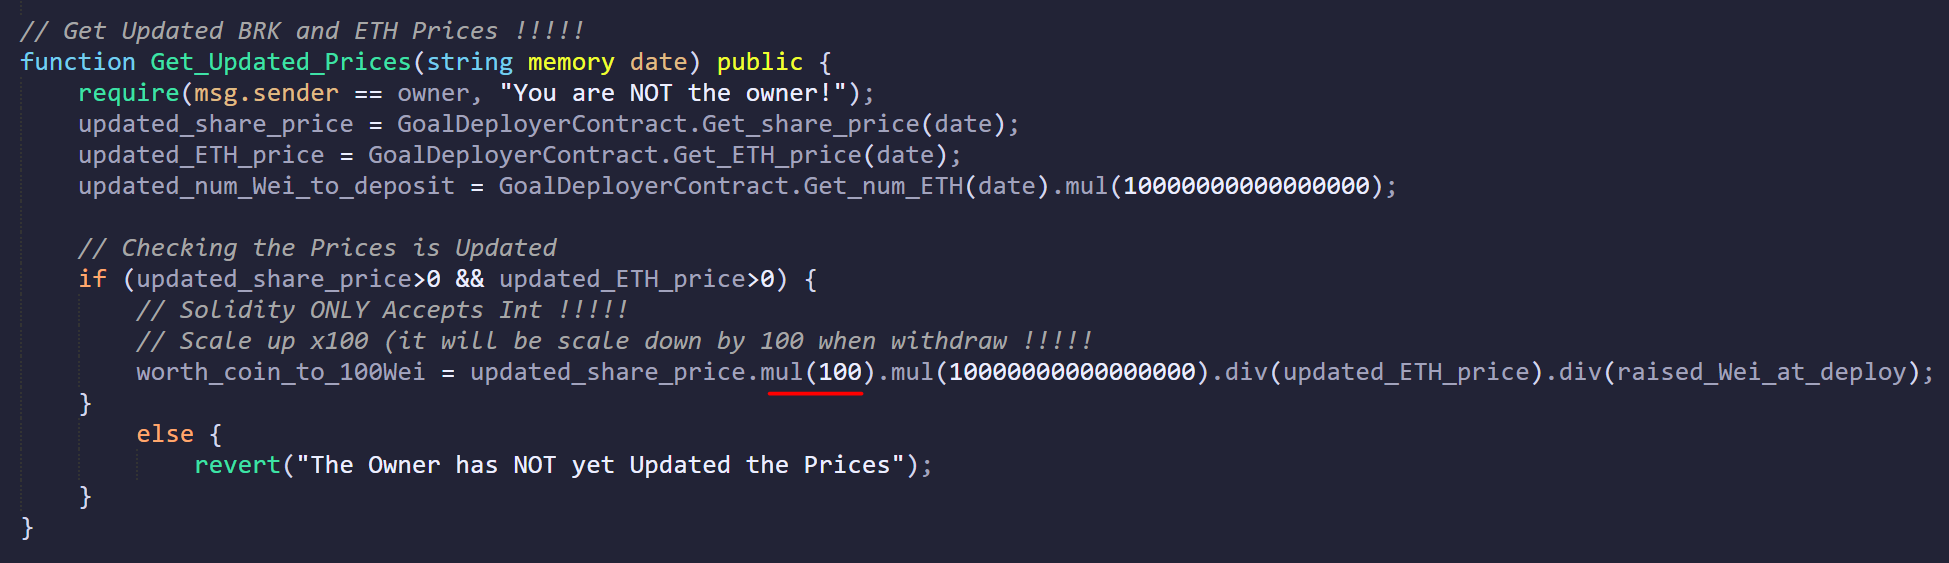 // Get Updated BRK and ETH Prices !!!!!
function Get_Updated_Prices(string memory date) public {
    require(msg.sender == owner, "You are NOT the owner!");
    updated_share_price = GoalDeployerContract.Get_share_price(date);
    updated_ETH_price = GoalDeployerContract.Get_ETH_price(date);
    updated_num_Wei_to_deposit = GoalDeployerContract.Get_num_ETH(date).mul(10000000000000000);
    // Checking the Prices is Updated
    if (updated_share_price>0 && updated_ETH_price>0) {
        // Solidity ONLY Accepts Int !!!!!
        // Scale up x100 (it will be scale down by 100 when withdraw !!!!!
        worth_coin_to_100Wei = updated_share_price.mul(100).mul(10000000000000000).div(updated_ETH_price).div(raised_Wei_at_deploy);
    }
        else {
            revert("The Owner has NOT yet Updated the Prices");
    }
}